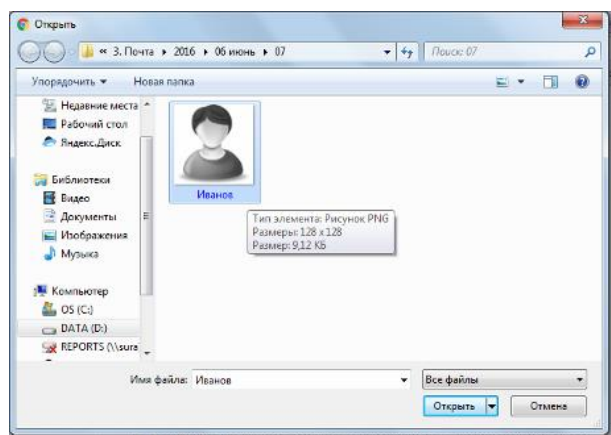 Открыть
« 3. Почта ▸ 2016 ▸ 06 июнь ▸ 07
Поиск: 07
Упорядочить ▾ Новая папка
Недавние места
Рабочий стол
Яндекс.Диск
Библиотеки
Видео
Документы
Изображения
Музыка
Компьютер
OS (C:)
DATA (D:)
REPORTS (\\sura
Иванов
Тип элемента: Рисунок PNG
Размеры: 128 x 128
Размер: 9,12 КБ
Имя файла: Иванов
Все файлы
Открыть
Отмена